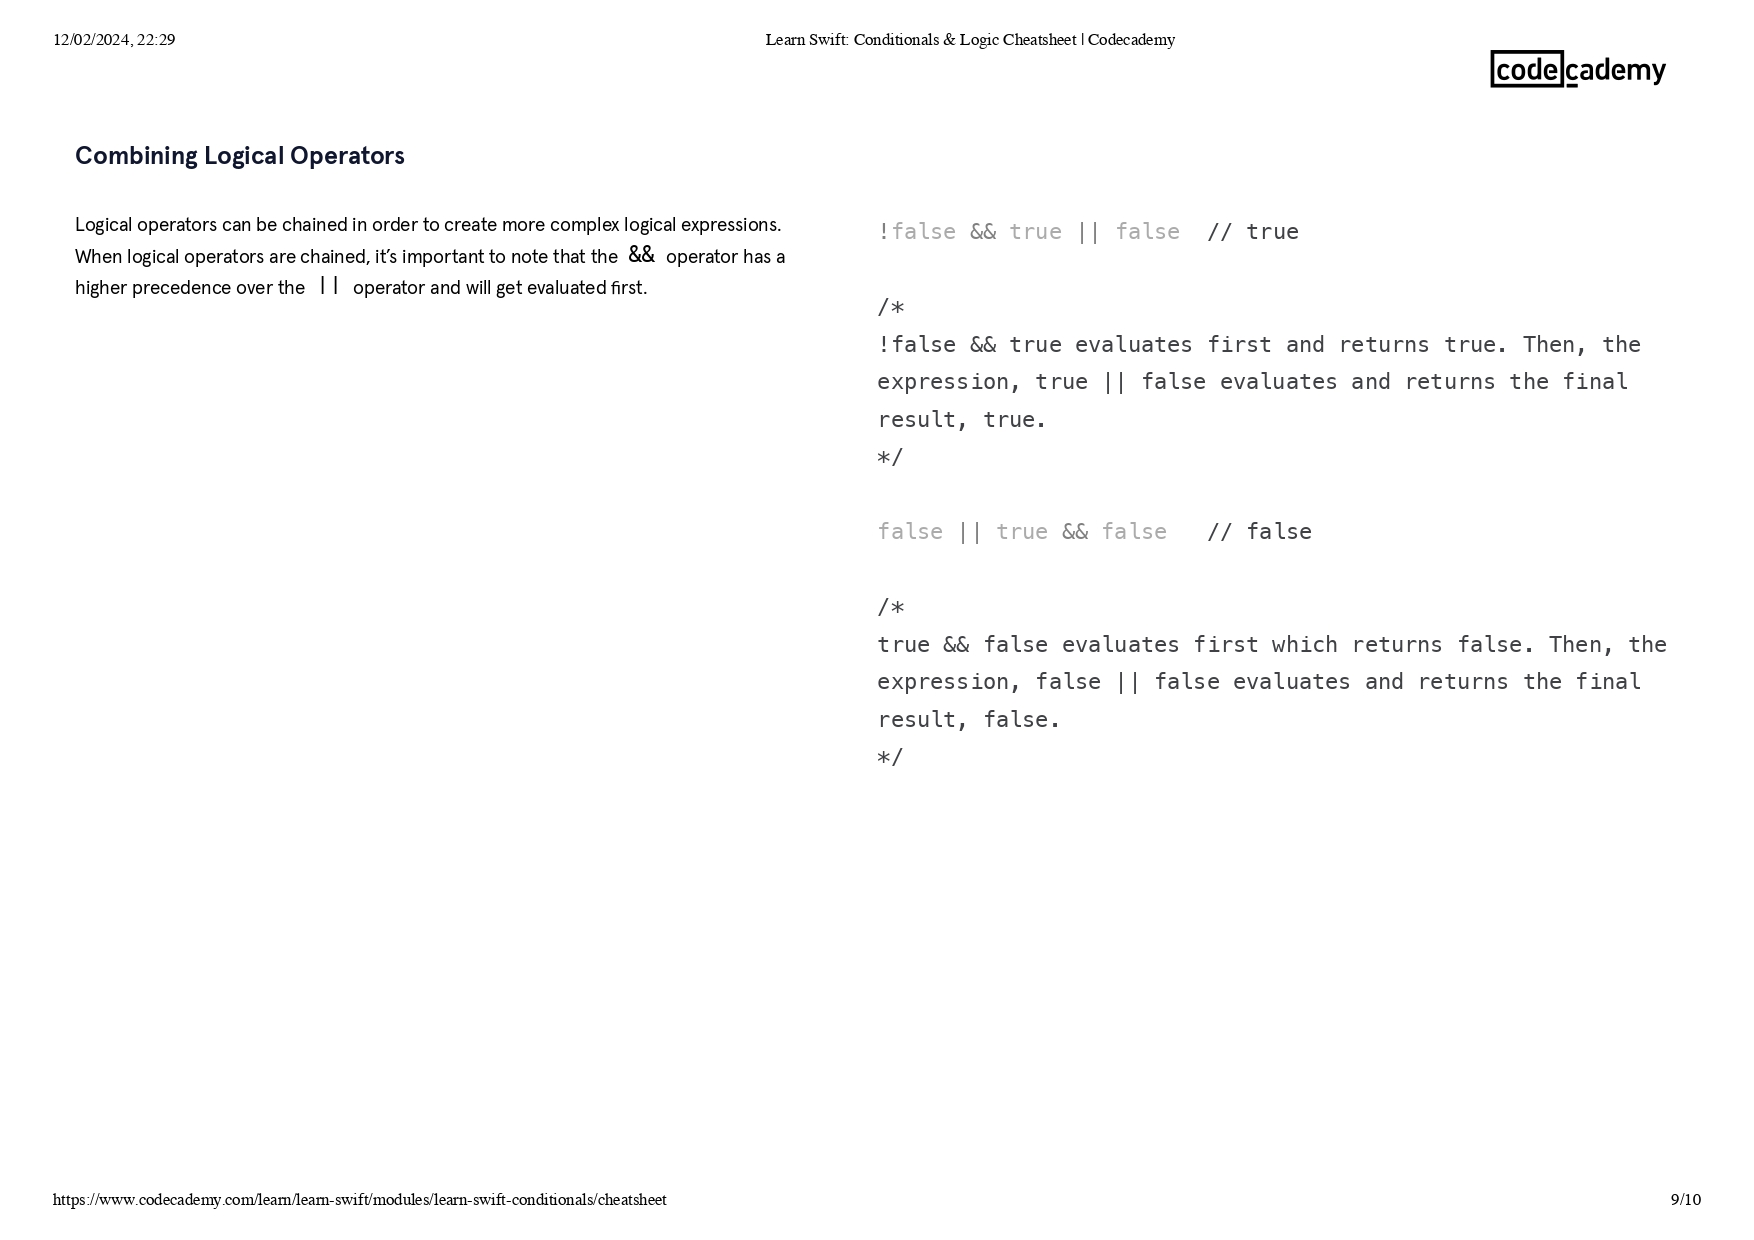 12/02/2024, 22:29
Learn Swift: Conditionals & Logic Cheatsheet | Codecademy
codecademy
Combining Logical Operators
Logical operators can be chained in order to create more complex logical expressions.
When logical operators are chained, it’s important to note that the && operator has a
higher precedence over the || operator and will get evaluated first.
!false && true || false  // true
/*
!false && true evaluates first and returns true. Then, the
expression, true || false evaluates and returns the final
result, true.
*/
false || true && false   // false
/*
true && false evaluates first which returns false. Then, the
expression, false || false evaluates and returns the final
result, false.
*/
https://www.codecademy.com/learn/learn-swift/modules/learn-swift-conditionals/cheatsheet
9/10